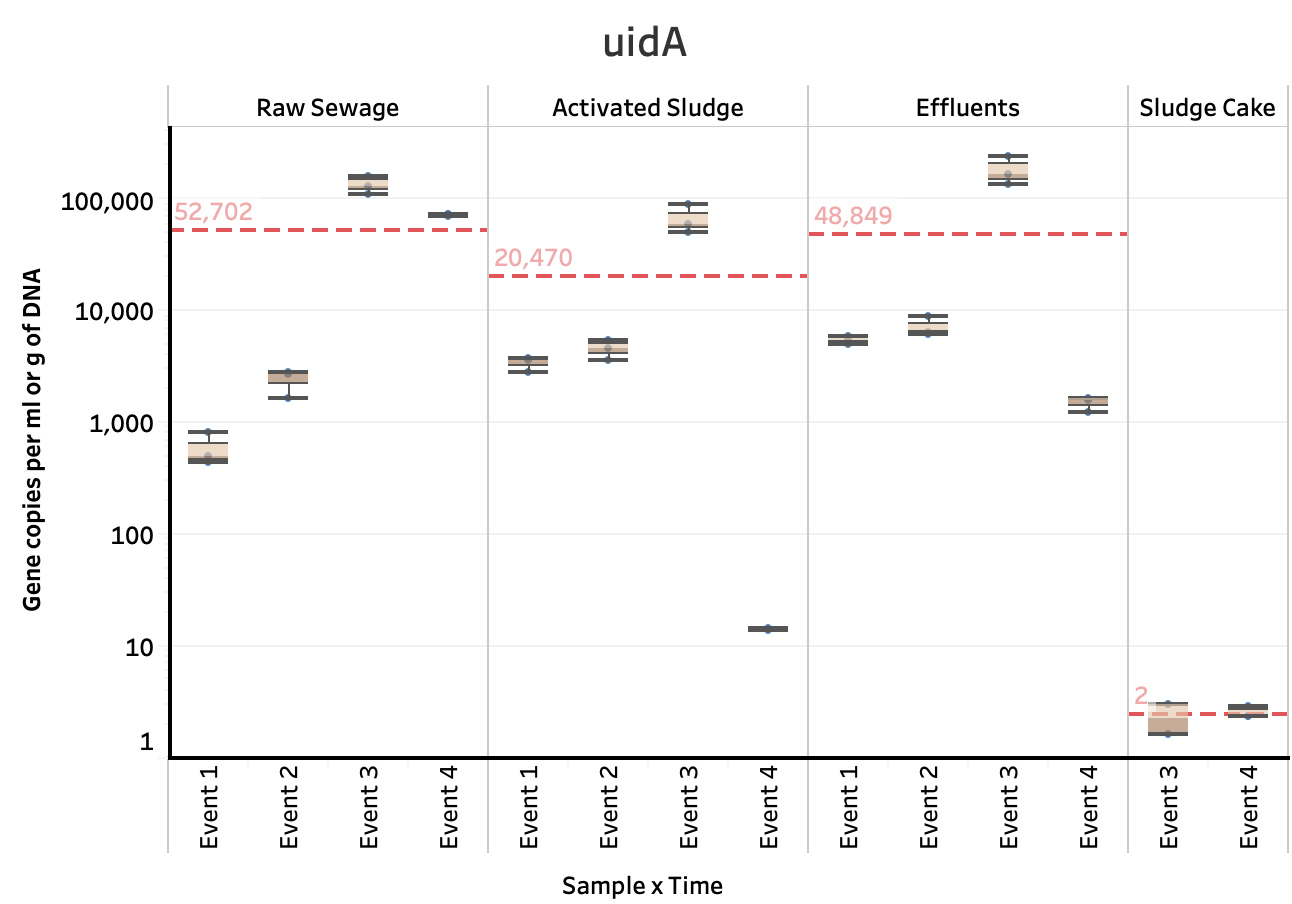 uidA
Raw Sewage
Activated Sludge
Effluents
Sludge Cake
Gene copies per ml or g of DNA
100,000
10,000
1,000
100
10
1
52,702
20,470
48,849
2
Event 1
Event 2
Event 3
Event 4
Event 1
Event 2
Event 3
Event 4
Event 1
Event 2
Event 3
Event 4
Event 3
Event 4
Sample x Time